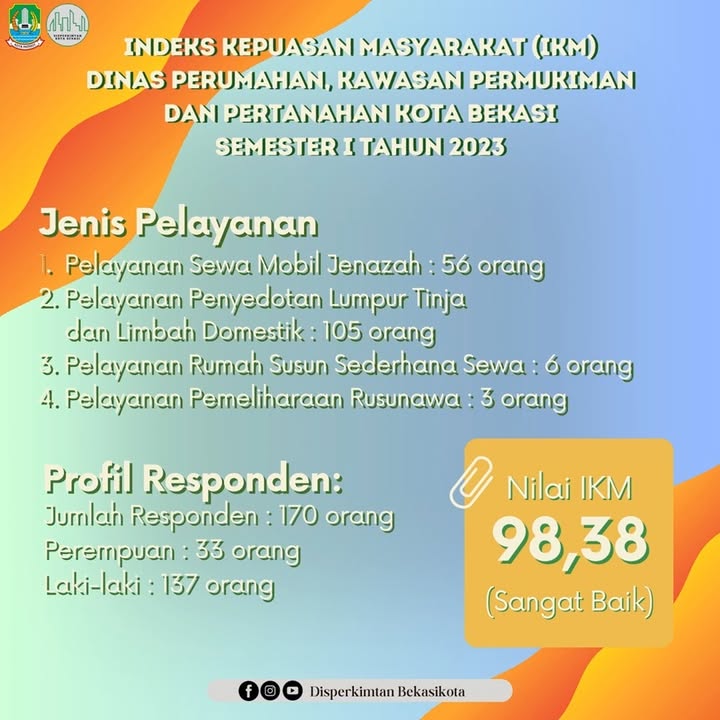 INDEKS KEPUASAN MASYARAKAT (IKM)
DINAS PERUMAHAN, KAWASAN PERMUKIMAN
DAN PERTANAHAN KOTA BEKASI
SEMESTER I TAHUN 2023
Jenis Pelayanan
1. Pelayanan Sewa Mobil Jenazah : 56 orang
2. Pelayanan Penyedotan Lumpur Tinja
dan Limbah Domestik : 105 orang
3. Pelayanan Rumah Susun Sederhana Sewa : 6 orang
4. Pelayanan Pemeliharaan Rusunawa : 3 orang
Profil Responden:
Jumlah Responden : 170 orang
Perempuan : 33 orang
Laki-laki : 137 orang
Nilai IKM
98,38
(Sangat Baik)
Disperkimtan Bekasikota